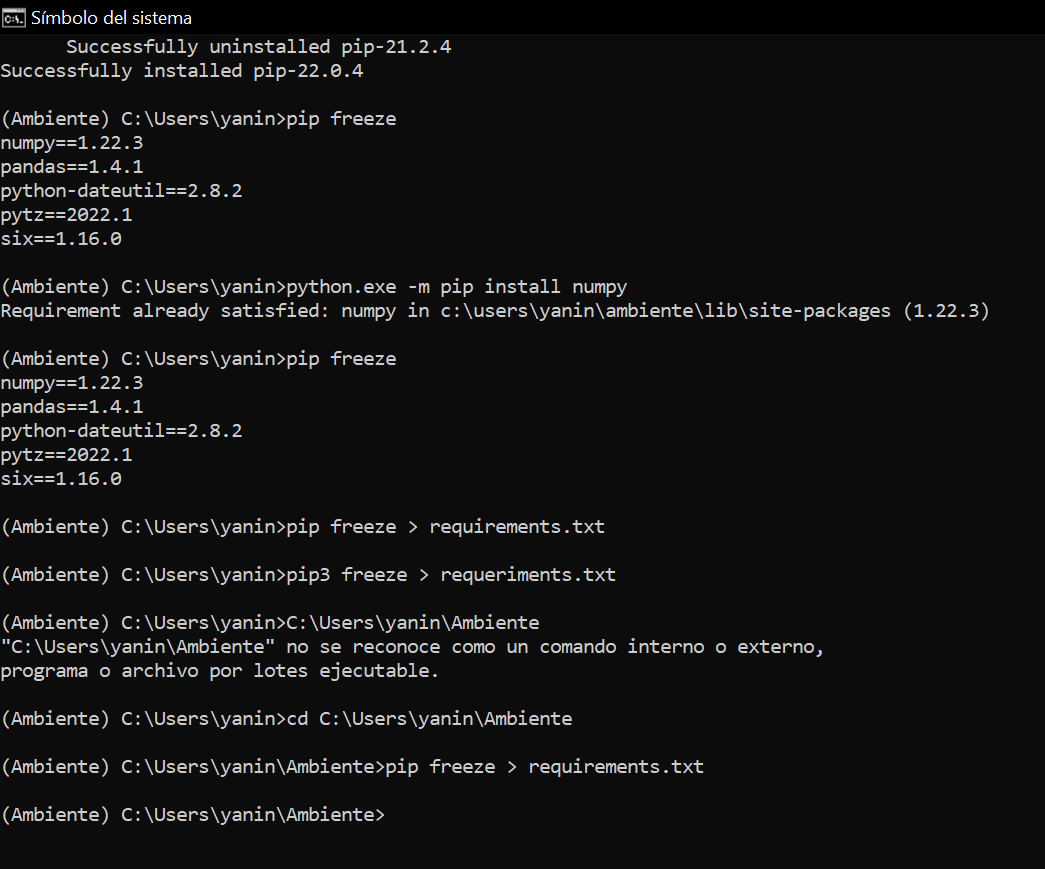 Símbolo del sistema
Successfully uninstalled pip-21.2.4
Successfully installed pip-22.0.4
(Ambiente) C:\Users\yanin>pip freeze
numpy==1.22.3
pandas==1.4.1
python-dateutil==2.8.2
pytz==2022.1
six==1.16.0
(Ambiente) C:\Users\yanin>python.exe -m pip install numpy
Requirement already satisfied: numpy in c:\users\yanin\ambiente\lib\site-packages (1.22.3)
(Ambiente) C:\Users\yanin>pip freeze
numpy==1.22.3
pandas==1.4.1
python-dateutil==2.8.2
pytz==2022.1
six==1.16.0
(Ambiente) C:\Users\yanin>pip freeze > requirements.txt
(Ambiente) C:\Users\yanin>pip3 freeze > requeriments.txt
(Ambiente) C:\Users\yanin>C:\Users\yanin\Ambiente
"C:\Users\yanin\Ambiente" no se reconoce como un comando interno o externo,
programa o archivo por lotes ejecutable.
(Ambiente) C:\Users\yanin>cd C:\Users\yanin\Ambiente
(Ambiente) C:\Users\yanin\Ambiente>pip freeze > requirements.txt
(Ambiente) C:\Users\yanin\Ambiente>